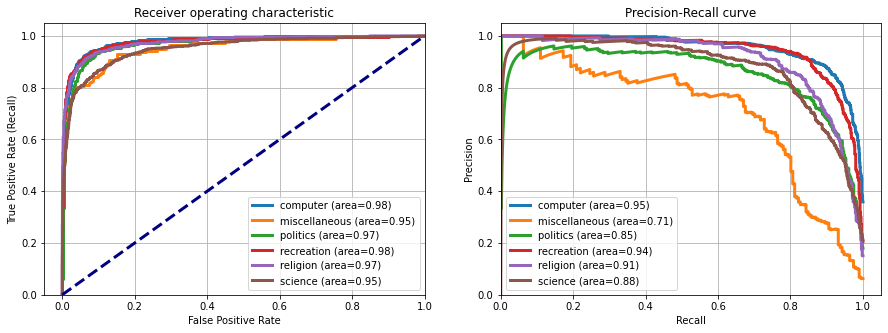 Receiver operating characteristic
True Positive Rate (Recall)
1.0
0.8
0.6
0.4
0.2
0.0
computer (area=0.98)
miscellaneous (area=0.95)
politics (area=0.97)
recreation (area=0.98)
religion (area=0.97)
science (area=0.95)
0.0 0.2 0.4 0.6 0.8 1.0
False Positive Rate
Precision-Recall curve
Precision
1.0
0.8
0.6
0.4
0.2
0.0
computer (area=0.95)
miscellaneous (area=0.71)
politics (area=0.85)
recreation (area=0.94)
religion (area=0.91)
science (area=0.88)
0.0 0.2 0.4 0.6 0.8 1.0
Recall